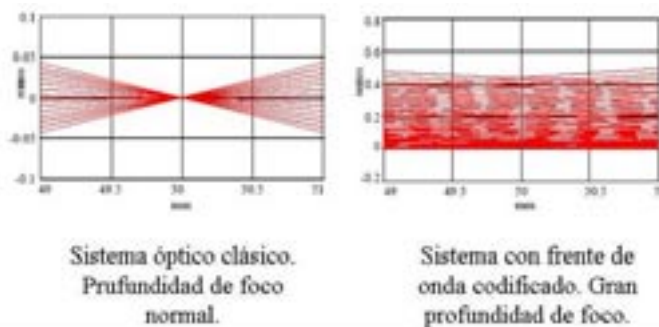 0.1
0.05
0
-0.05
-0.1
49
49.5
50
50.5
51
mm
0.8
0.6
0.4
0.2
0
-0.2
49
49.5
50
50.5
mm
Sistema óptico clásico.
Prufundidad de foco
normal.
Sistema con frente de
onda codificado. Gran
profundidad de foco.